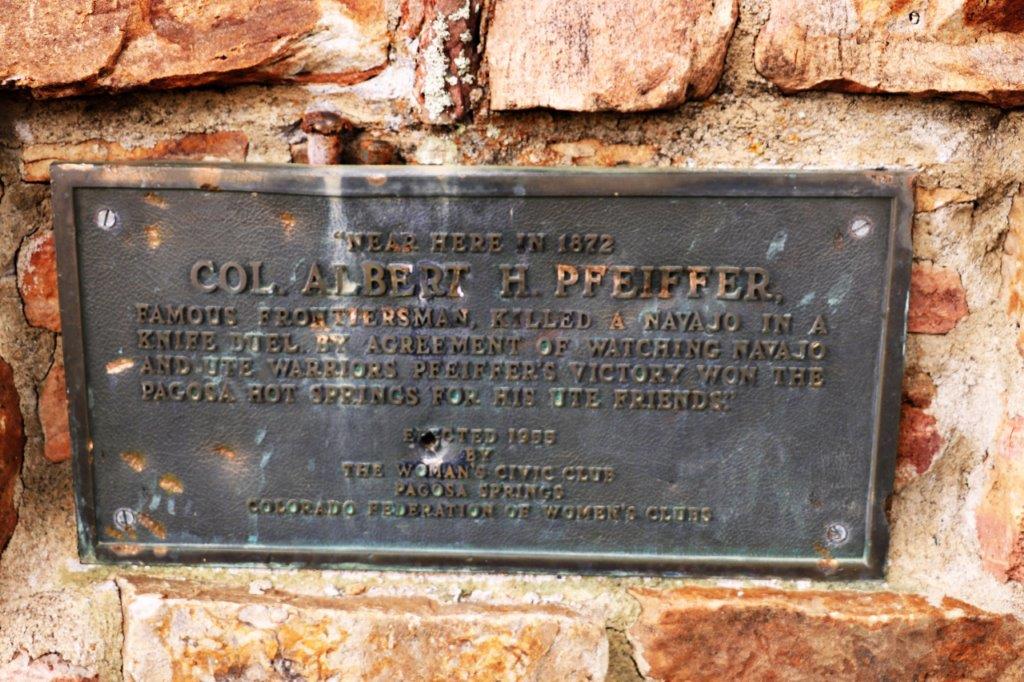 "NEAR HERE IN 1872
COL. ALBERT H. PFEIFFER,
FAMOUS FRONTIERSMAN, KILLED A NAVAJO IN A
KNIFE DUEL. BY AGREEMENT OF WATCHING NAVAJO
AND UTE WARRIORS PFEIFFER'S VICTORY WON THE
PAGOSA HOT SPRINGS FOR HIS UTE FRIENDS."
ERECTED 1955
BY
THE WOMAN'S CIVIC CLUB
PAGOSA SPRINGS
COLORADO FEDERATION OF WOMEN'S CLUBS